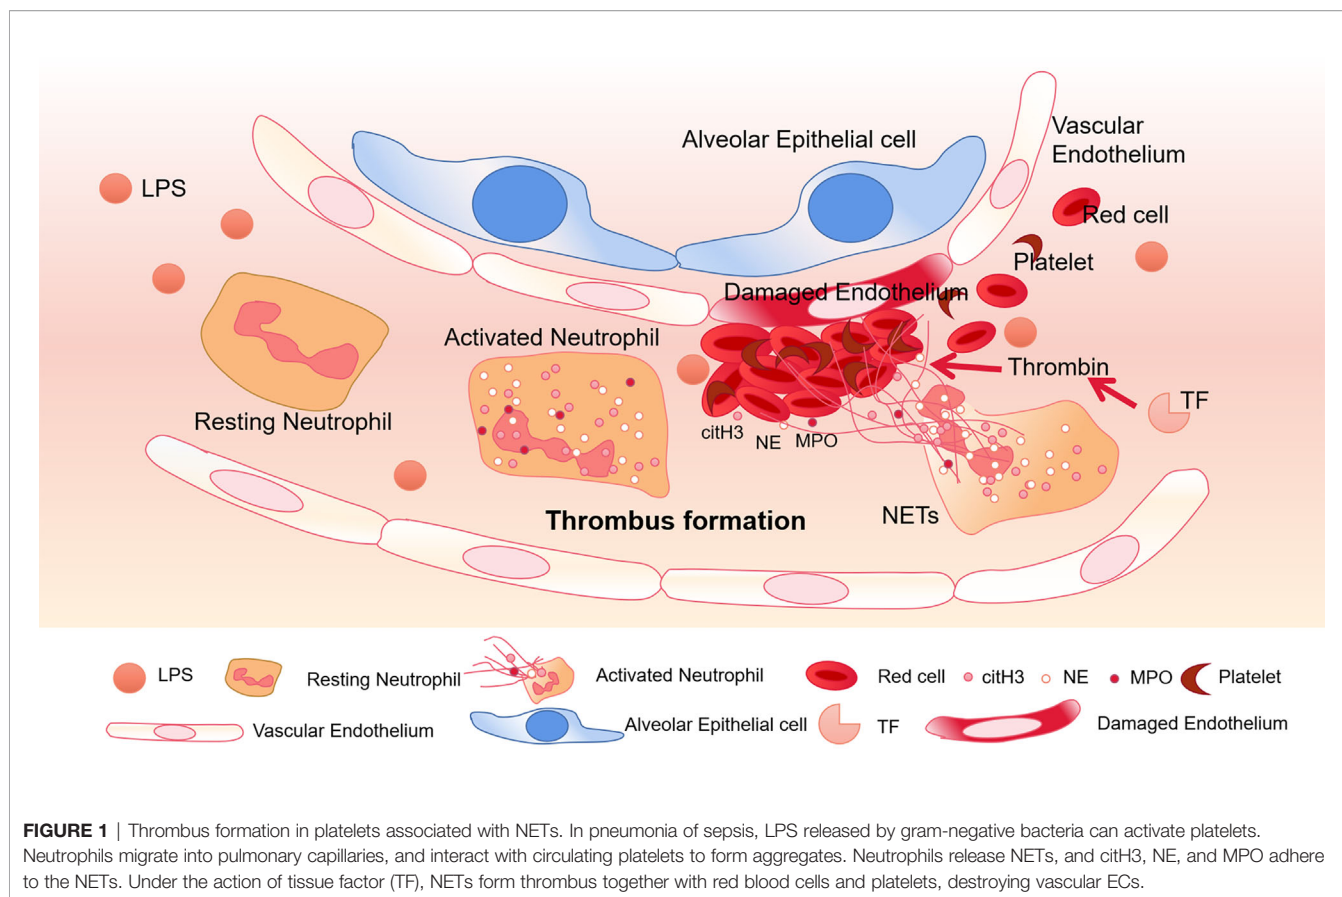 Alveolar Epithelial cell
Vascular
Endothelium
LPS
Red cell
Platelet
Damaged Endothelium
Activated Neutrophil
Thrombin
TF
Resting Neutrophil
citH3
NE
MPO
NETs
Thrombus formation
LPS
Resting Neutrophil
Activated Neutrophil
Red cell
citH3
NE
MPO
Platelet
Vascular Endothelium
Alveolar Epithelial cell
TF
Damaged Endothelium
FIGURE 1 | Thrombus formation in platelets associated with NETs. In pneumonia of sepsis, LPS released by gram-negative bacteria can activate platelets.
Neutrophils migrate into pulmonary capillaries, and interact with circulating platelets to form aggregates. Neutrophils release NETs, and citH3, NE, and MPO adhere
to the NETs. Under the action of tissue factor (TF), NETs form thrombus together with red blood cells and platelets, destroying vascular ECs.